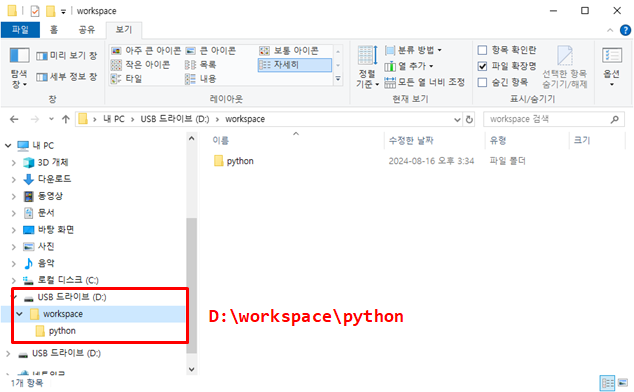 workspace
파일 홈 공유 보기
탐색 창
미리 보기 창
세부 정보 창
창
아주 큰 아이콘 큰 아이콘 보통 아이콘
작은 아이콘 목록 자세히
타일 내용
레이아웃
정렬 기준
분류 방법
열 추가
모든 열 너비 조정
현재 보기
항목 확인란
파일 확장명
숨긴 항목
선택한 항목 숨기기/해제
표시/숨기기
옵션
내 PC > USB 드라이브 (D:) > workspace
workspace 검색
이름 수정한 날짜 유형 크기
python 2024-08-16 오후 3:34 파일 폴더
내 PC
3D 개체
다운로드
동영상
문서
바탕 화면
사진
음악
로컬 디스크 (C:)
USB 드라이브 (D:)
workspace
python
USB 드라이브 (D:)
D:\workspace\python
1개 항목